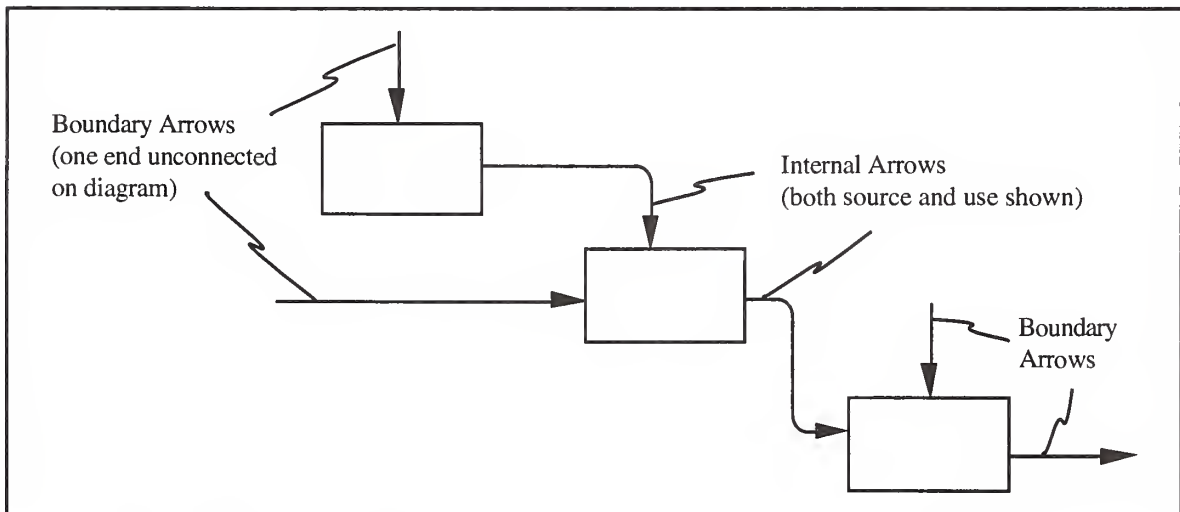 Boundary Arrows
(one end unconnected
on diagram)
Internal Arrows
(both source and use shown)
Boundary
Arrows